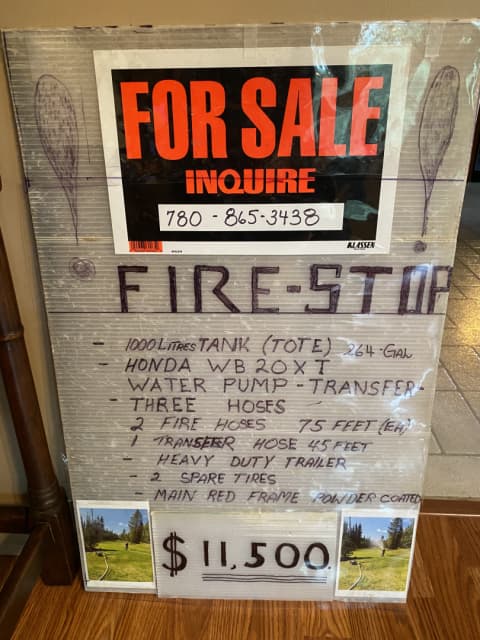 FOR SALE
INQUIRE
780-865-3438
KLASSEN
FIRE-STOP
- 1000 LITRES TANK (TOTE) 264-GAL
- HONDA WB20XT
WATER PUMP-TRANSFER-
- THREE HOSES
2 FIRE HOSES 75 FEET (EA)
1 TRANSFER HOSE 45 FEET
- HEAVY DUTY TRAILER
- 2 SPARE TIRES
- MAIN RED FRAME POWDER COATED
$11,500.